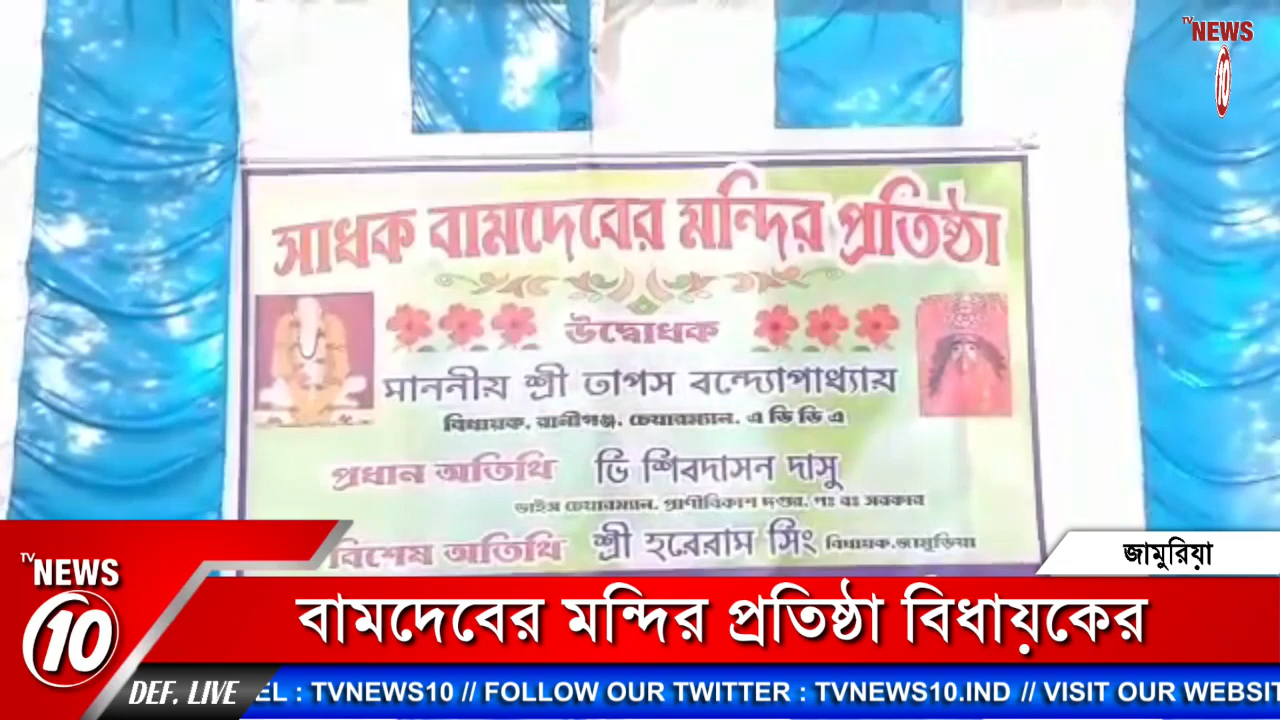 TV NEWS
10
সাধক বামদেবের মন্দির প্রতিষ্ঠা
উদ্বোধক
মাননীয় শ্রী তাপস বন্দ্যোপাধ্যায়
বিধায়ক, রানীগঞ্জ, চেয়ারম্যান, এ ডি ডি এ
প্রধান অতিথি ভি শিবদাসন দাসু
ভাইস চেয়ারম্যান, প্রাণীবিকাশ দপ্তর, পঃ বঃ সরকার
বিশেষ অতিথি শ্রী হরেরাম সিং বিধায়ক, জামুড়িয়া
জামুরিয়া
TV NEWS
10
বামদেবের মন্দির প্রতিষ্ঠা বিধায়কের
DEF. LIVE
EL : TVNEWS10 // FOLLOW OUR TWITTER : TVNEWS10.IND // VISIT OUR WEBSIT